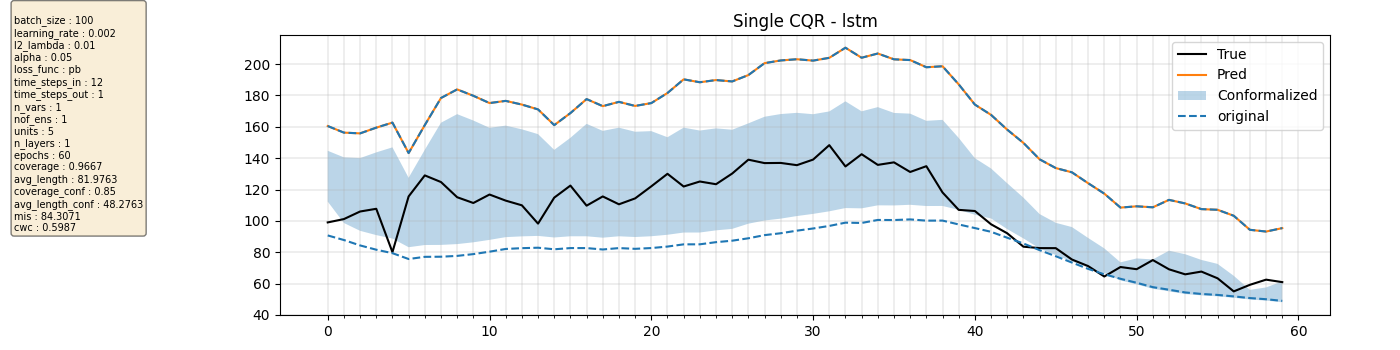 batch_size : 100
learning_rate : 0.002
l2_lambda : 0.01
alpha : 0.05
loss_func : pb
time_steps_in : 12
time_steps_out : 1
n_vars : 1
nof_ens : 1
units : 5
n_layers : 1
epochs : 60
coverage : 0.9667
avg_length : 81.9763
coverage_conf : 0.85
avg_length_conf : 48.2763
mis : 84.3071
cwc : 0.5987
Single CQR - lstm
True
Pred
Conformalized
original
200
180
160
140
120
100
80
60
40
0 10 20 30 40 50 60